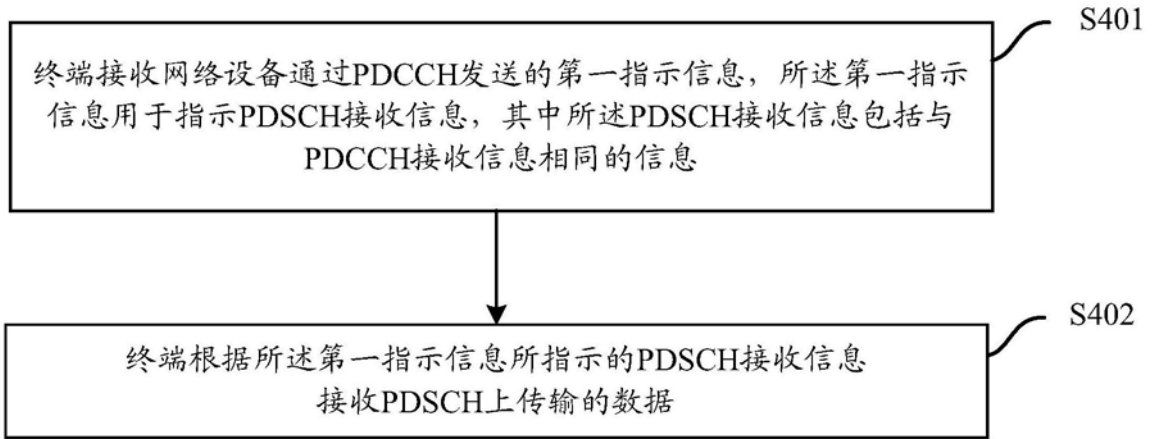 S401
终端接收网络设备通过PDCCH发送的第一指示信息，所述第一指示
信息用于指示PDSCH接收信息，其中所述PDSCH接收信息包括与
PDCCH接收信息相同的信息
S402
终端根据所述第一指示信息所指示的PDSCH接收信息
接收PDSCH上传输的数据